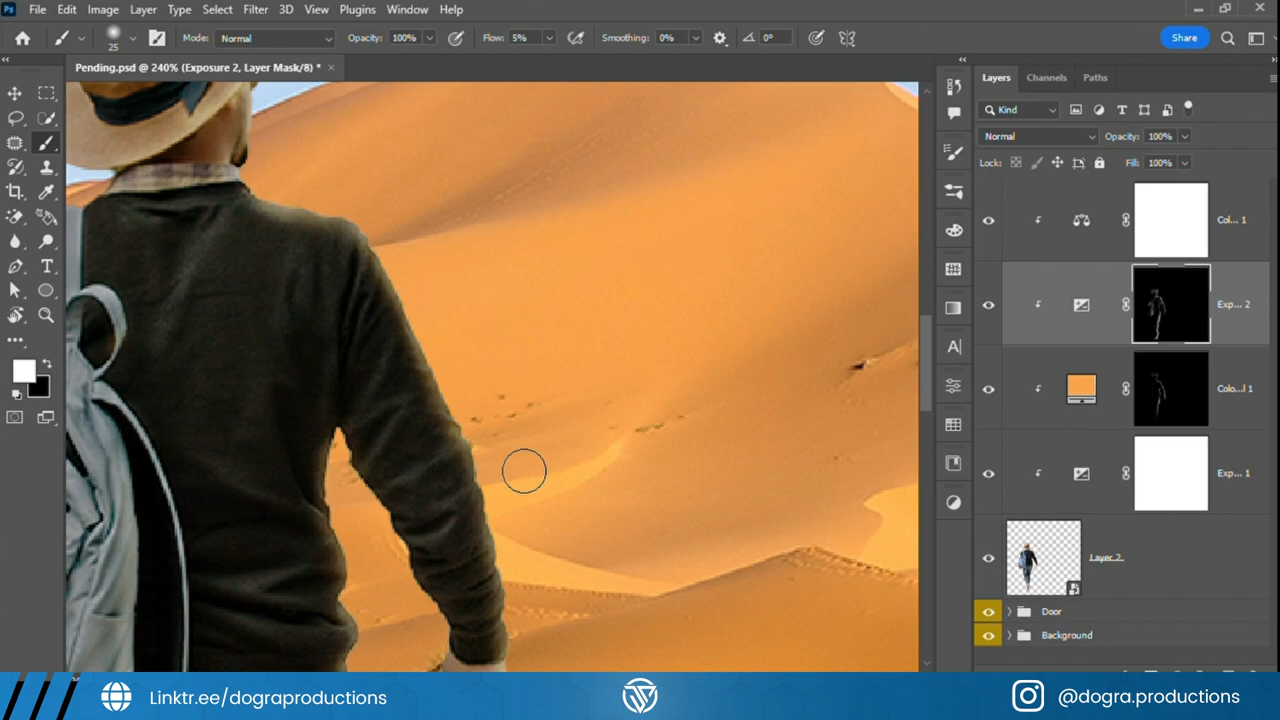 Ps File Edit Image Layer Type Select Filter 3D View Plugins Window Help
25 Mode: Normal Opacity: 100% Flow: 5% Smoothing: 0% 0° Share
Pending.psd @ 240% (Exposure 2, Layer Mask/8) * ×
Layers Channels Paths
Kind
Normal Opacity: 100%
Lock: Fill: 100%
Col... 1
Exp... 2
Colo...l 1
Exp... 1
Layer 2
Door
Background
Linktr.ee/dograproductions @dogra.productions